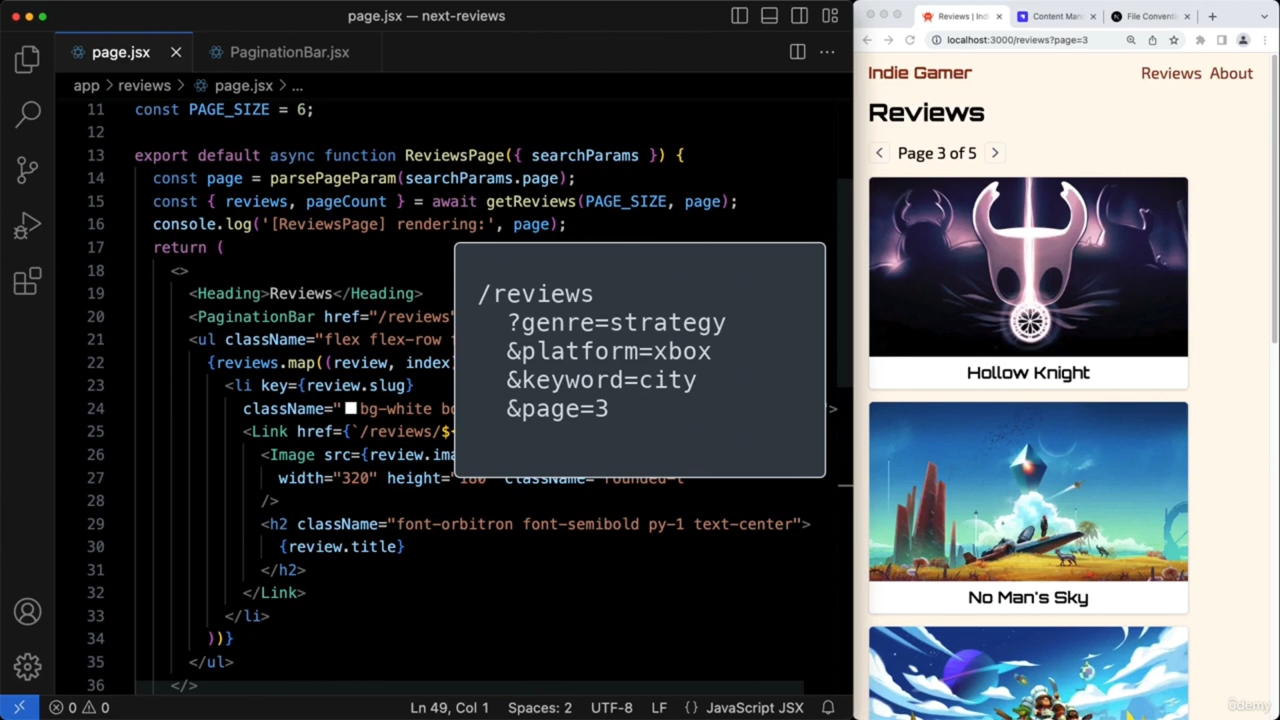 page.jsx — next-reviews
page.jsx
PaginationBar.jsx
app > reviews > page.jsx > ...
11 const PAGE_SIZE = 6;
12
13 export default async function ReviewsPage({ searchParams }) {
14 const page = parsePageParam(searchParams.page);
15 const { reviews, pageCount } = await getReviews(PAGE_SIZE, page);
16 console.log('[ReviewsPage] rendering:', page);
17 return (
18 <>
19 <Heading>Reviews</Heading>
20 <PaginationBar href="/reviews"
21 <ul className="flex flex-row
22 {reviews.map((review, index)
23 <li key={review.slug}
24 className="bg-white
25 <Link href={`/reviews/$
26 <Image src={review.ima
27 width="320" height="180" className="rounded-t
28 />
29 <h2 className="font-orbitron font-semibold py-1 text-center">
30 {review.title}
31 </h2>
32 </Link>
33 </li>
34 ))}
35 </ul>
36 </>
/reviews
?genre=strategy
&platform=xbox
&keyword=city
&page=3
0 0
Ln 49, Col 1
Spaces: 2
UTF-8
LF
{} JavaScript JSX
Reviews | Indi
Content Man
File Conventi
localhost:3000/reviews?page=3
Indie Gamer
Reviews About
Reviews
< Page 3 of 5 >
Hollow Knight
No Man's Sky
ûdemy